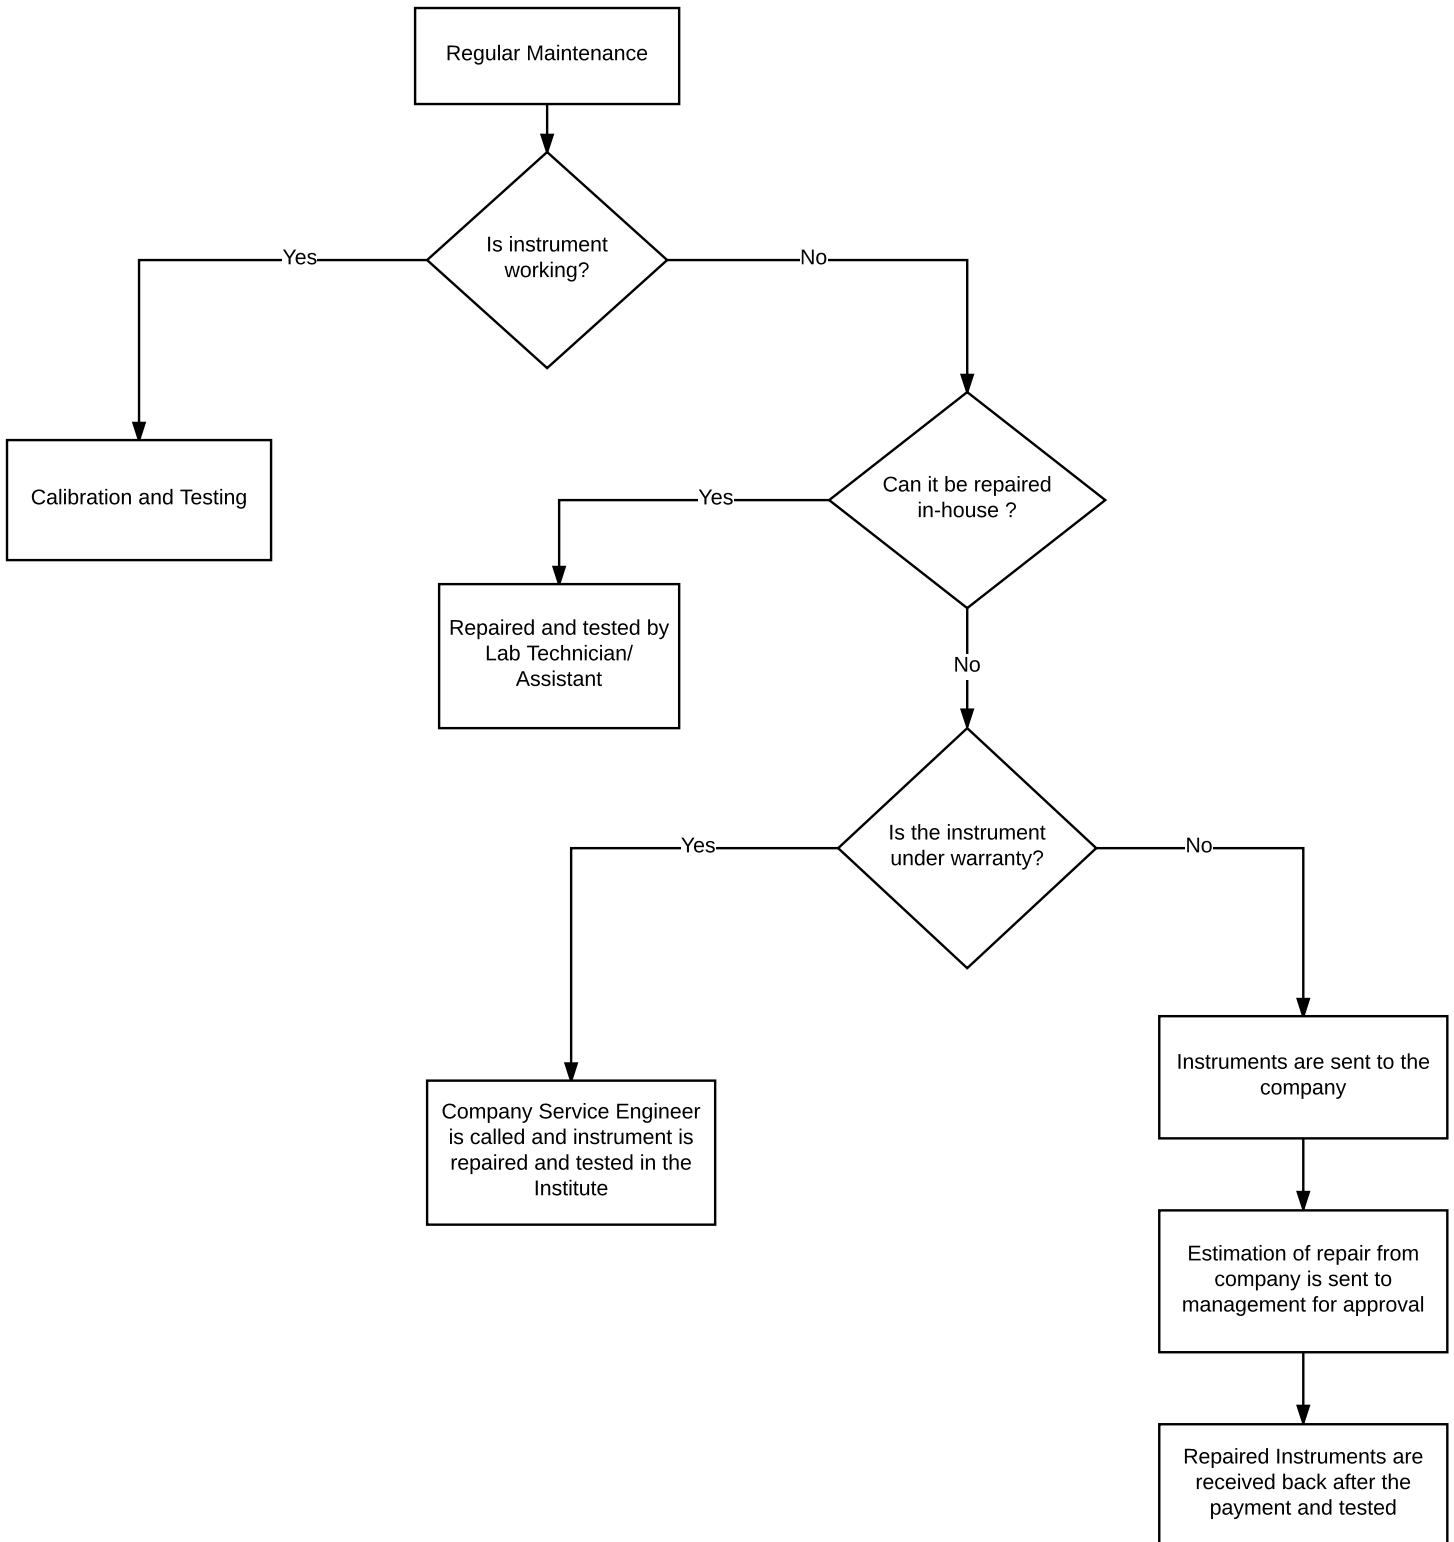 Regular Maintenance
Is instrument
working?
Yes
No
Calibration and Testing
Can it be repaired
in-house ?
Yes
Repaired and tested by
Lab Technician/
Assistant
No
Is the instrument
under warranty?
Yes
No
Instruments are sent to the
company
Company Service Engineer
is called and instrument is
repaired and tested in the
Institute
Estimation of repair from
company is sent to
management for approval
Repaired Instruments are
received back after the
payment and tested